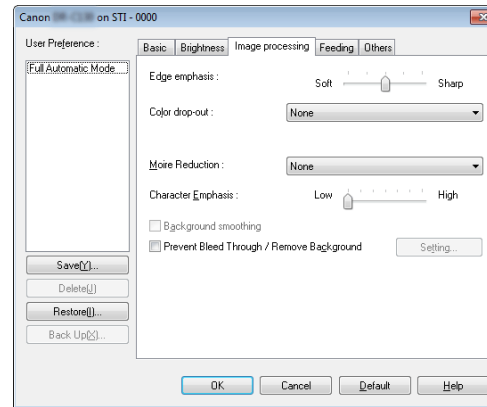 Canon on STI - 0000
User Preference :
Full Automatic Mode
Save(Y)...
Delete(J)
Restore(I)...
Back Up(X)...
Basic
Brightness
Image processing
Feeding
Others
Edge emphasis :
Soft
Sharp
Color drop-out :
None
Moire Reduction :
None
Character Emphasis :
Low
High
Background smoothing
Prevent Bleed Through / Remove Background
Setting...
OK
Cancel
Default
Help